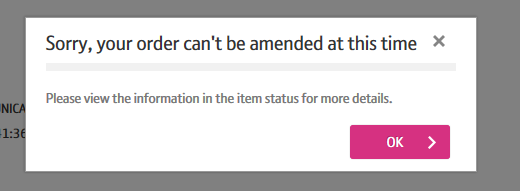 Sorry, your order can't be amended at this time
Please view the information in the item status for more details.
OK